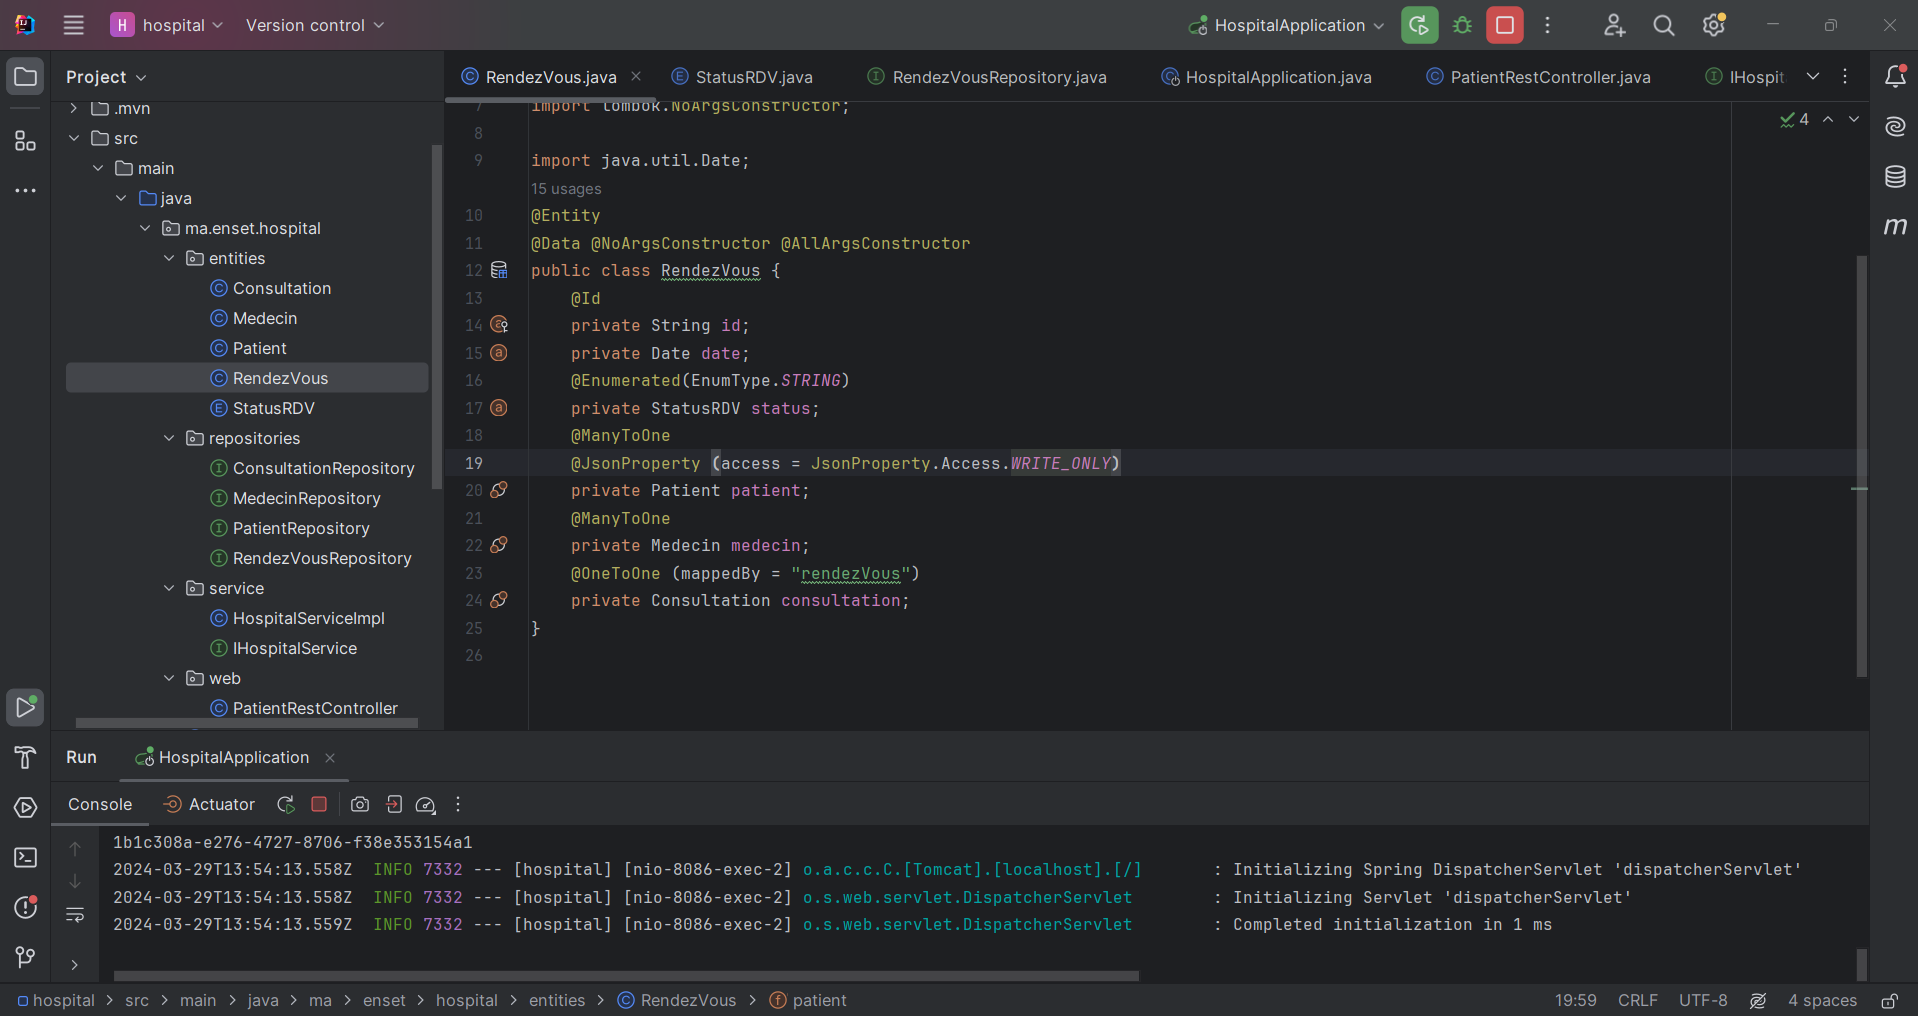 H hospital Version control HospitalApplication
Project
RendezVous.java StatusRDV.java RendezVousRepository.java HospitalApplication.java PatientRestController.java IHospit
.mvn
src
main
java
ma.enset.hospital
entities
Consultation
Medecin
Patient
RendezVous
StatusRDV
repositories
ConsultationRepository
MedecinRepository
PatientRepository
RendezVousRepository
service
HospitalServiceImpl
IHospitalService
web
PatientRestController
7 import lombok.NoArgsConstructor;
4
8
9 import java.util.Date;
15 usages
10 @Entity
11 @Data @NoArgsConstructor @AllArgsConstructor
12 public class RendezVous {
13 @Id
14 private String id;
15 private Date date;
16 @Enumerated(EnumType.STRING)
17 private StatusRDV status;
18 @ManyToOne
19 @JsonProperty (access = JsonProperty.Access.WRITE_ONLY)
20 private Patient patient;
21 @ManyToOne
22 private Medecin medecin;
23 @OneToOne (mappedBy = "rendezVous")
24 private Consultation consultation;
25 }
26
Run HospitalApplication
Console Actuator
1b1c308a-e276-4727-8706-f38e353154a1
2024-03-29T13:54:13.558Z INFO 7332 --- [hospital] [nio-8086-exec-2] o.a.c.c.C.[Tomcat].[localhost].[/] : Initializing Spring DispatcherServlet 'dispatcherServlet'
2024-03-29T13:54:13.558Z INFO 7332 --- [hospital] [nio-8086-exec-2] o.s.web.servlet.DispatcherServlet : Initializing Servlet 'dispatcherServlet'
2024-03-29T13:54:13.559Z INFO 7332 --- [hospital] [nio-8086-exec-2] o.s.web.servlet.DispatcherServlet : Completed initialization in 1 ms
hospital > src > main > java > ma > enset > hospital > entities > RendezVous > patient 19:59 CRLF UTF-8 4 spaces